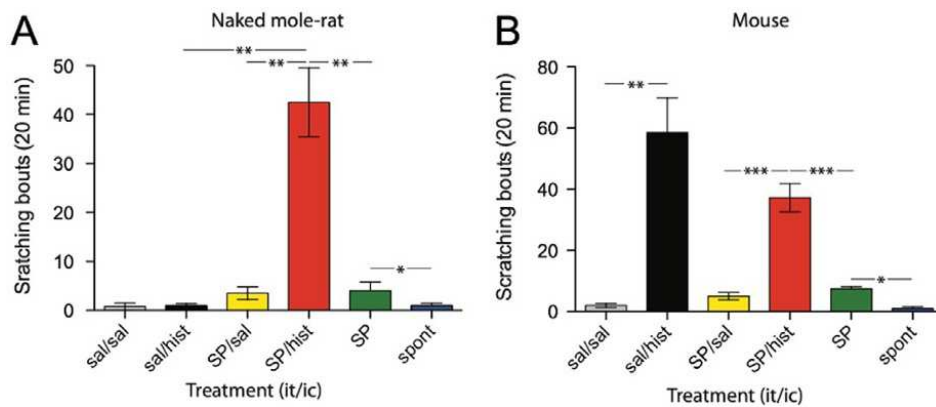 A
Naked mole-rat
Sratching bouts (20 min)
50
40
30
20
10
0
**
** **
*
sal/sal sal/hist SP/sal SP/hist SP spont
Treatment (it/ic)
B
Mouse
Scratching bouts (20 min)
80
60
40
20
0
**
*** ***
*
sal/sal sal/hist SP/sal SP/hist SP spont
Treatment (it/ic)